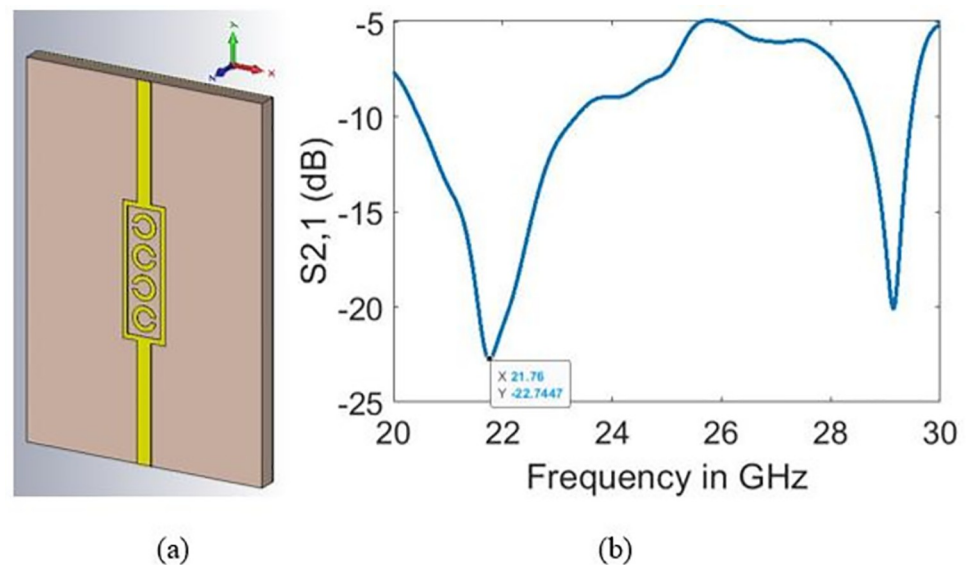 Y
X
Z
S2,1 (dB)
-5
-10
-15
-20
-25
X 21.76
Y -22.7447
20 22 24 26 28 30
Frequency in GHz
(a) (b)